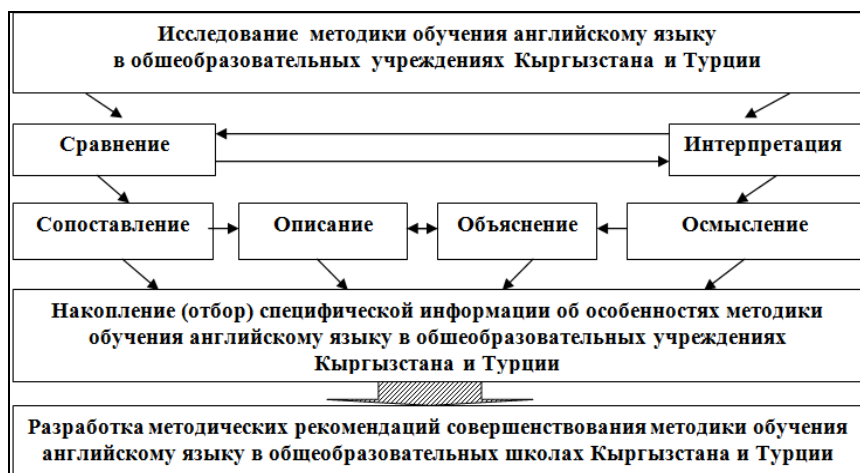 Исследование методики обучения английскому языку
в обшеобразовательных учреждениях Кыргызстана и Турции
Сравнение
Интерпретация
Сопоставление
Описание
Объяснение
Осмысление
Накопление (отбор) специфической информации об особенностях методики
обучения английскому языку в обшеобразовательных учреждениях
Кыргызстана и Турции
Разработка методических рекомендаций совершенствования методики обучения
английскому языку в общеобразовательных школах Кыргызстана и Турции